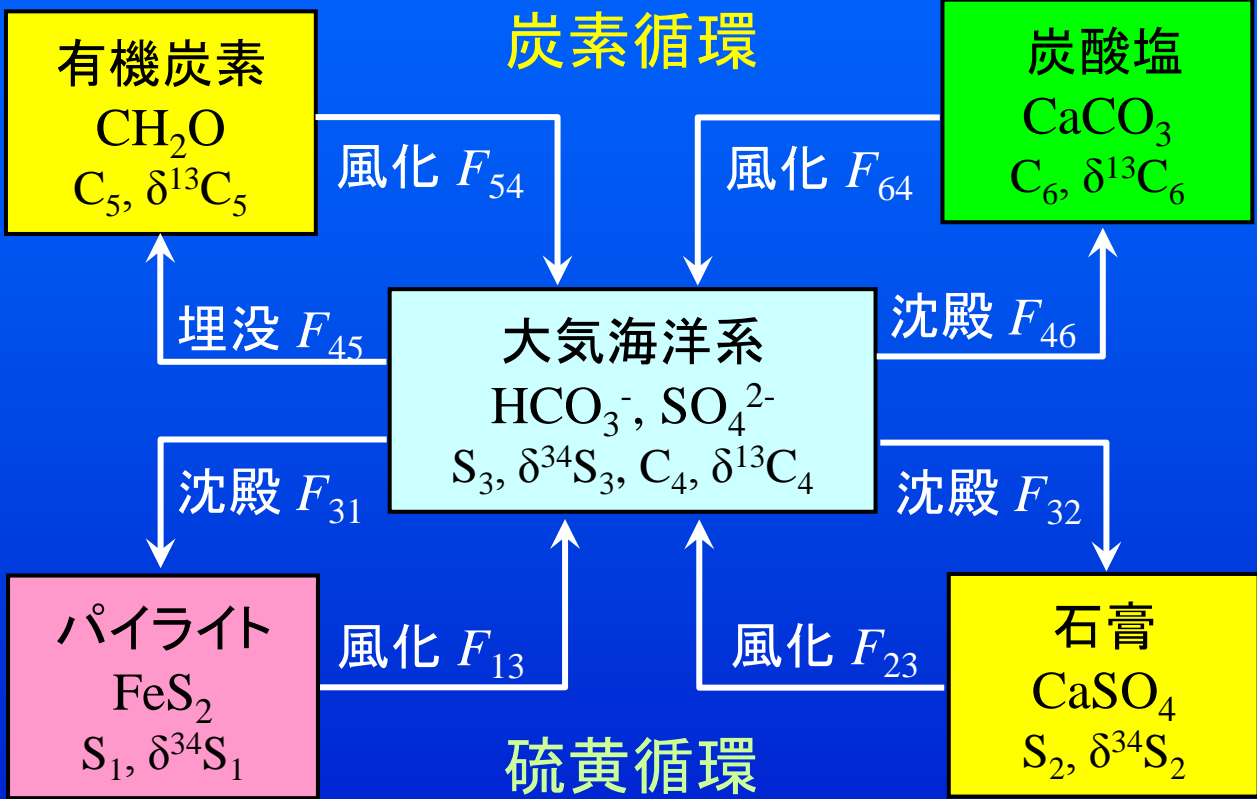 炭素循環
有機炭素
CH₂O
C₅, δ¹³C₅
炭酸塩
CaCO₃
C₆, δ¹³C₆
風化 F₅₄
風化 F₆₄
埋没 F₄₅
沈殿 F₄₆
大気海洋系
HCO₃⁻, SO₄²⁻
S₃, δ³⁴S₃, C₄, δ¹³C₄
沈殿 F₃₁
沈殿 F₃₂
パイライト
FeS₂
S₁, δ³⁴S₁
風化 F₁₃
風化 F₂₃
石膏
CaSO₄
S₂, δ³⁴S₂
硫黄循環